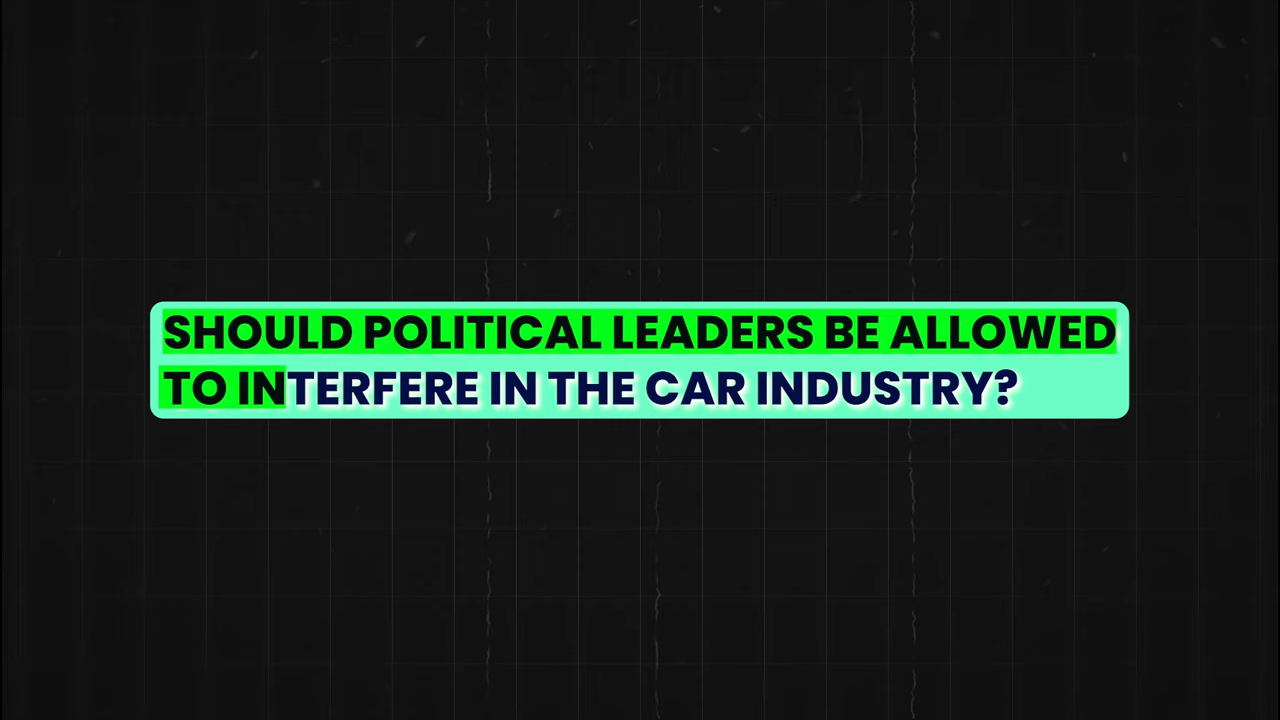 SHOULD POLITICAL LEADERS BE ALLOWED
TO INTERFERE IN THE CAR INDUSTRY?